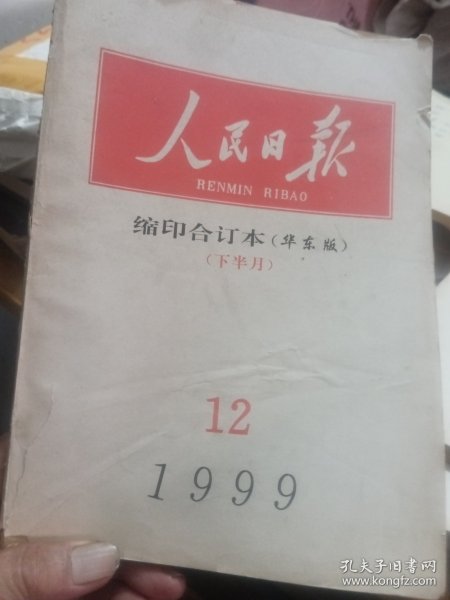 人民日报
RENMIN RIBAO
缩印合订本(华东版)
(下半月)
12
1999
孔夫子旧书网
www.kongfz.com